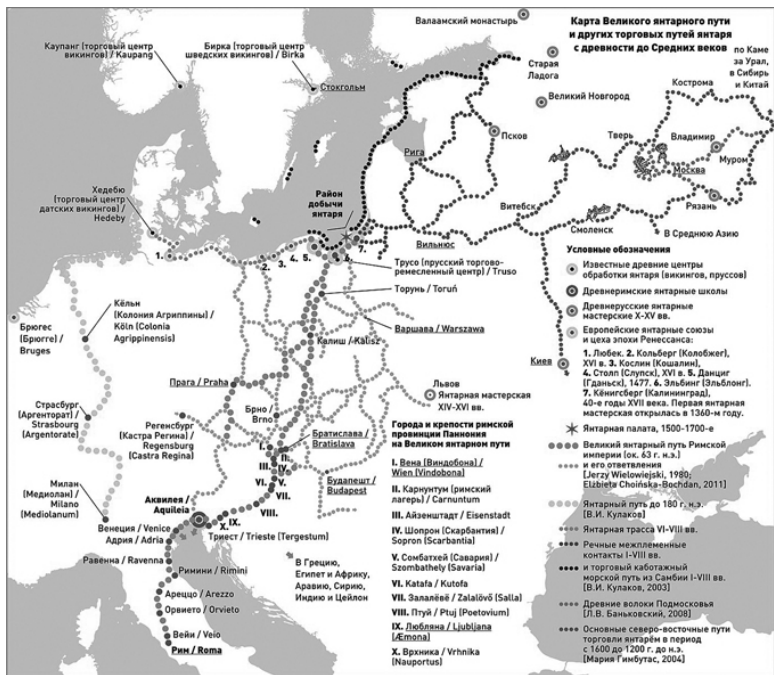 Карта Великого янтарного пути
и других торговых путей янтаря
с древности до Средних веков
Валаамский монастырь
Каупанг (торговый центр
викингов) / Kaupang
Бирка (торговый центр
шведских викингов) / Birka
Стокгольм
Старая
Ладога
Великий Новгород
по Каме
за Урал,
в Сибирь
и Китай
Кострома
Псков
Тверь
Владимир
Москва
Муром
Рязань
Рига
Хедебю
(торговый центр
датских викингов) /
Hedeby
Район
добычи
янтаря
Витебск
Смоленск
В Среднюю Азию
Вильнюс
1.
2.
3.
4.
5.
6.
7.
Трусо (прусский торгово-
ремесленный центр) / Truso
Торунь / Toruń
Брюгес
(Брюгге) /
Bruges
Кёльн
(Колония Агриппины) /
Köln (Colonia
Agrippinensis)
Варшава / Warszawa
Калиш / Kalisz
Киев
Прага / Praha
Львов
Янтарная мастерская
XIV-XVI вв.
Страсбург
(Аргенторат) /
Strasbourg
(Argentorate)
Регенсбург
(Кастра Регина) /
Regensburg
(Castra Regina)
Брно /
Brno
Братислава /
Bratislava
Будапешт /
Budapest
I.
II.
III.
IV.
V.
VI.
VII.
VIII.
IX.
X.
Милан
(Медиолан) /
Milano
(Mediolanum)
Аквилея /
Aquileia
Венеция / Venice
Адрия / Adria
Триест / Trieste (Tergestum)
Равенна / Ravenna
Римини / Rimini
Ареццо / Arezzo
Орвието / Orvieto
Вейи / Veio
Рим / Roma
В Грецию,
Египет и Африку,
Аравию, Сирию,
Индию и Цейлон
Города и крепости римской
провинции Паннония
на Великом янтарном пути
I. Вена (Виндобона) /
Wien (Vindobona)
II. Карнунтум (римский
лагерь) / Carnuntum
III. Айзенштадт / Eisenstadt
IV. Шопрон (Скарбантия) /
Sopron (Scarbantia)
V. Сомбатхей (Савария) /
Szombathely (Savaria)
VI. Katafa / Kutofa
VII. Залалёвё / Zalalövő (Salla)
VIII. Птуй / Ptuj (Poetovium)
IX. Любляна / Ljubljana
(Æmona)
X. Врхника / Vrhnika
(Nauportus)
Условные обозначения
Известные древние центры
обработки янтаря (викингов, пруссов)
Древнеримские янтарные школы
Древнерусские янтарные
мастерские X-XV вв.
Европейские янтарные союзы
и цеха эпохи Ренессанса:
1. Любек. 2. Кольберг (Колобжег),
XVI в. 3. Кослин (Кошалин),
4. Столп (Слупск), XVI в. 5. Данциг
(Гданьск), 1477. 6. Эльбинг (Эльблонг).
7. Кёнигсберг (Калининград),
40-е годы XVII века. Первая янтарная
мастерская открылась в 1360-м году.
Янтарная палата, 1500-1700-е
Великий янтарный путь Римской
империи (ок. 63 г. н.э.)
и его ответвления
[Jerzy Wielowiejski, 1980;
Elżbieta Choińska-Bochdan, 2011]
Янтарный путь до 180 г. н.э.
[В.И. Кулаков]
Янтарная трасса VI-VIII вв.
Речные межплеменные
контакты I-VIII вв.
и торговый каботажный
морской путь из Самбии I-VIII вв.
[В.И. Кулаков, 2003]
Древние волоки Подмосковья
(Л.В. Баньковский, 2008)
Основные северо-восточные пути
торговли янтарём в период
с 1600 до 1200 г. до н.э.
[Мария Гимбутас, 2004]